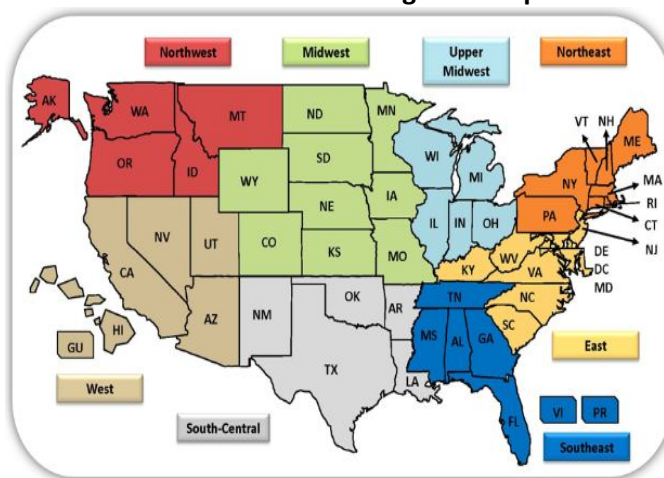 Northwest
Midwest
Upper
Midwest
Northeast
AK
WA
MT
ND
MN
VT
NH
ME
OR
ID
WY
SD
WI
MI
NY
MA
RI
CT
NJ
PA
NE
IA
IL
IN
OH
NV
UT
CO
KS
MO
KY
WV
VA
DE
DC
MD
CA
AZ
NM
OK
AR
TN
NC
SC
HI
GU
TX
LA
MS
AL
GA
FL
East
West
South-Central
VI
PR
Southeast